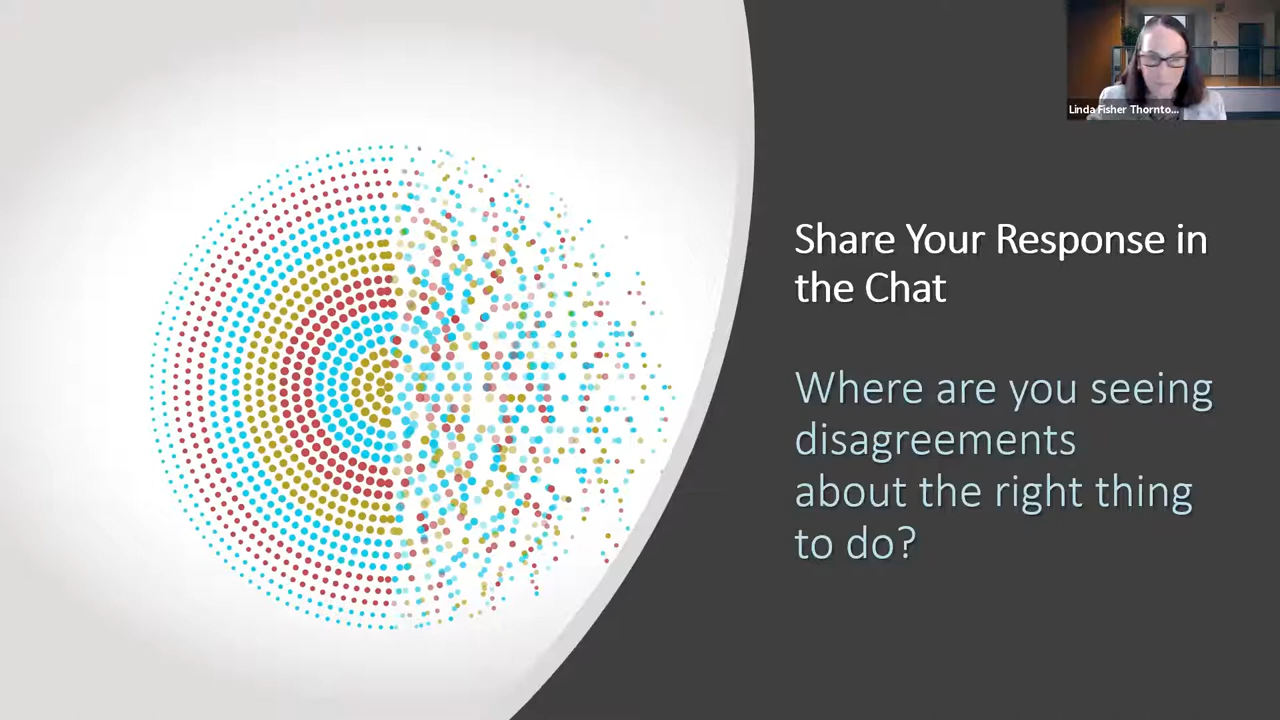 Linda Fisher Thornto...
Share Your Response in
the Chat
Where are you seeing
disagreements
about the right thing
to do?